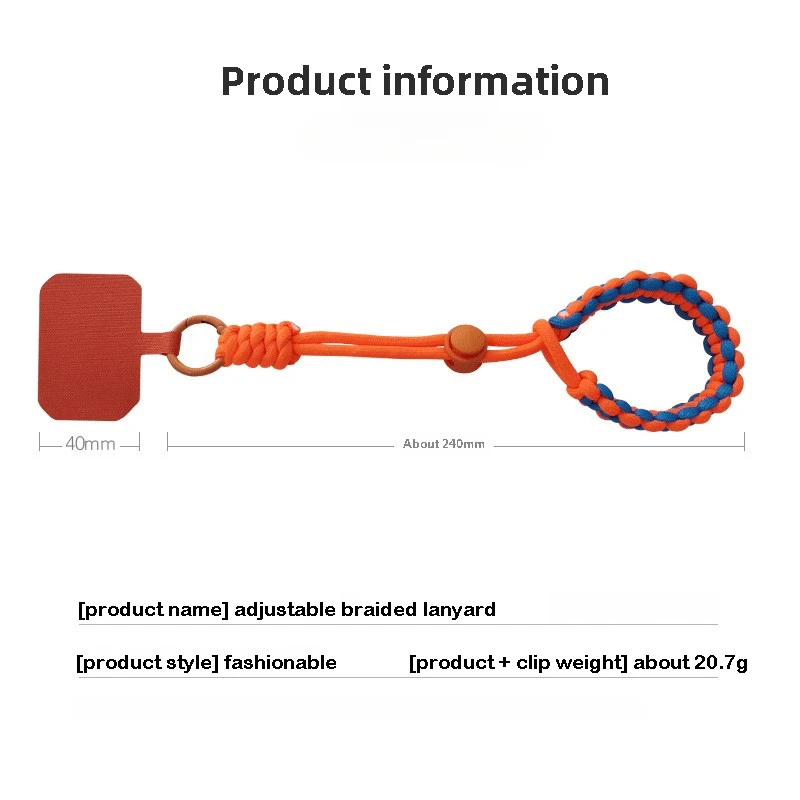 Product information
40mm
About 240mm
[product name] adjustable braided lanyard
[product style] fashionable
[product + clip weight] about 20.7g